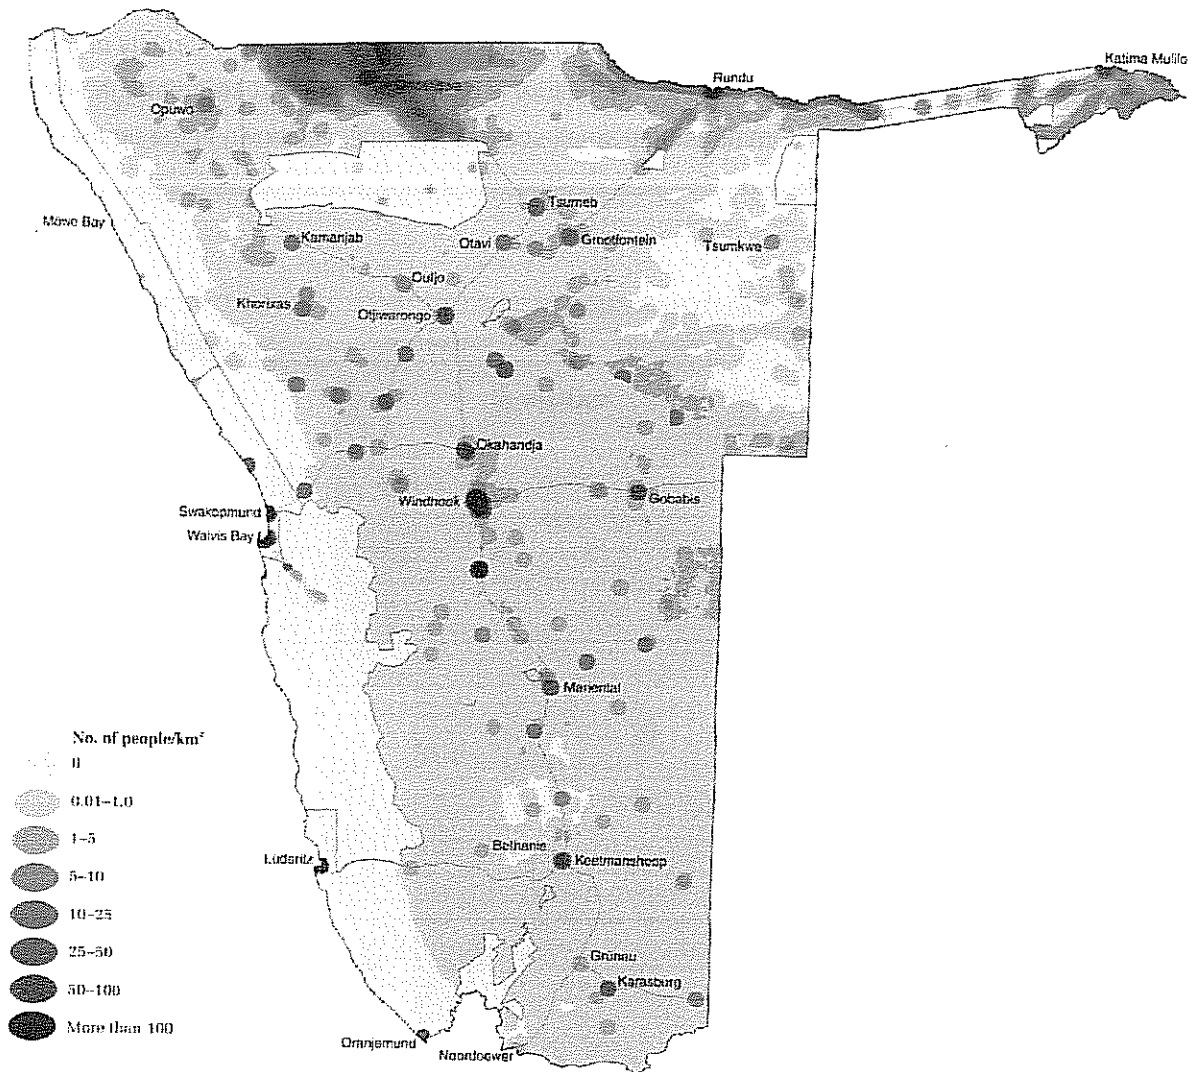 Katima Mulilo
Rundu
Opuwo
Tsumeb
Möwe Bay
Kamanjab
Otavi
Grootfontein
Tsumkwe
Outjo
Khorixas
Otjiwarongo
Okahandja
Windhoek
Gobabis
Swakopmund
Walvis Bay
Mariental
No. of people/km²
0
0.01–1.0
1–5
Bethanie
5–10
Lüderitz
Keetmanshoop
10–25
25–50
Grünau
50–100
Karasburg
More than 100
Oranjemund
Noordoewer